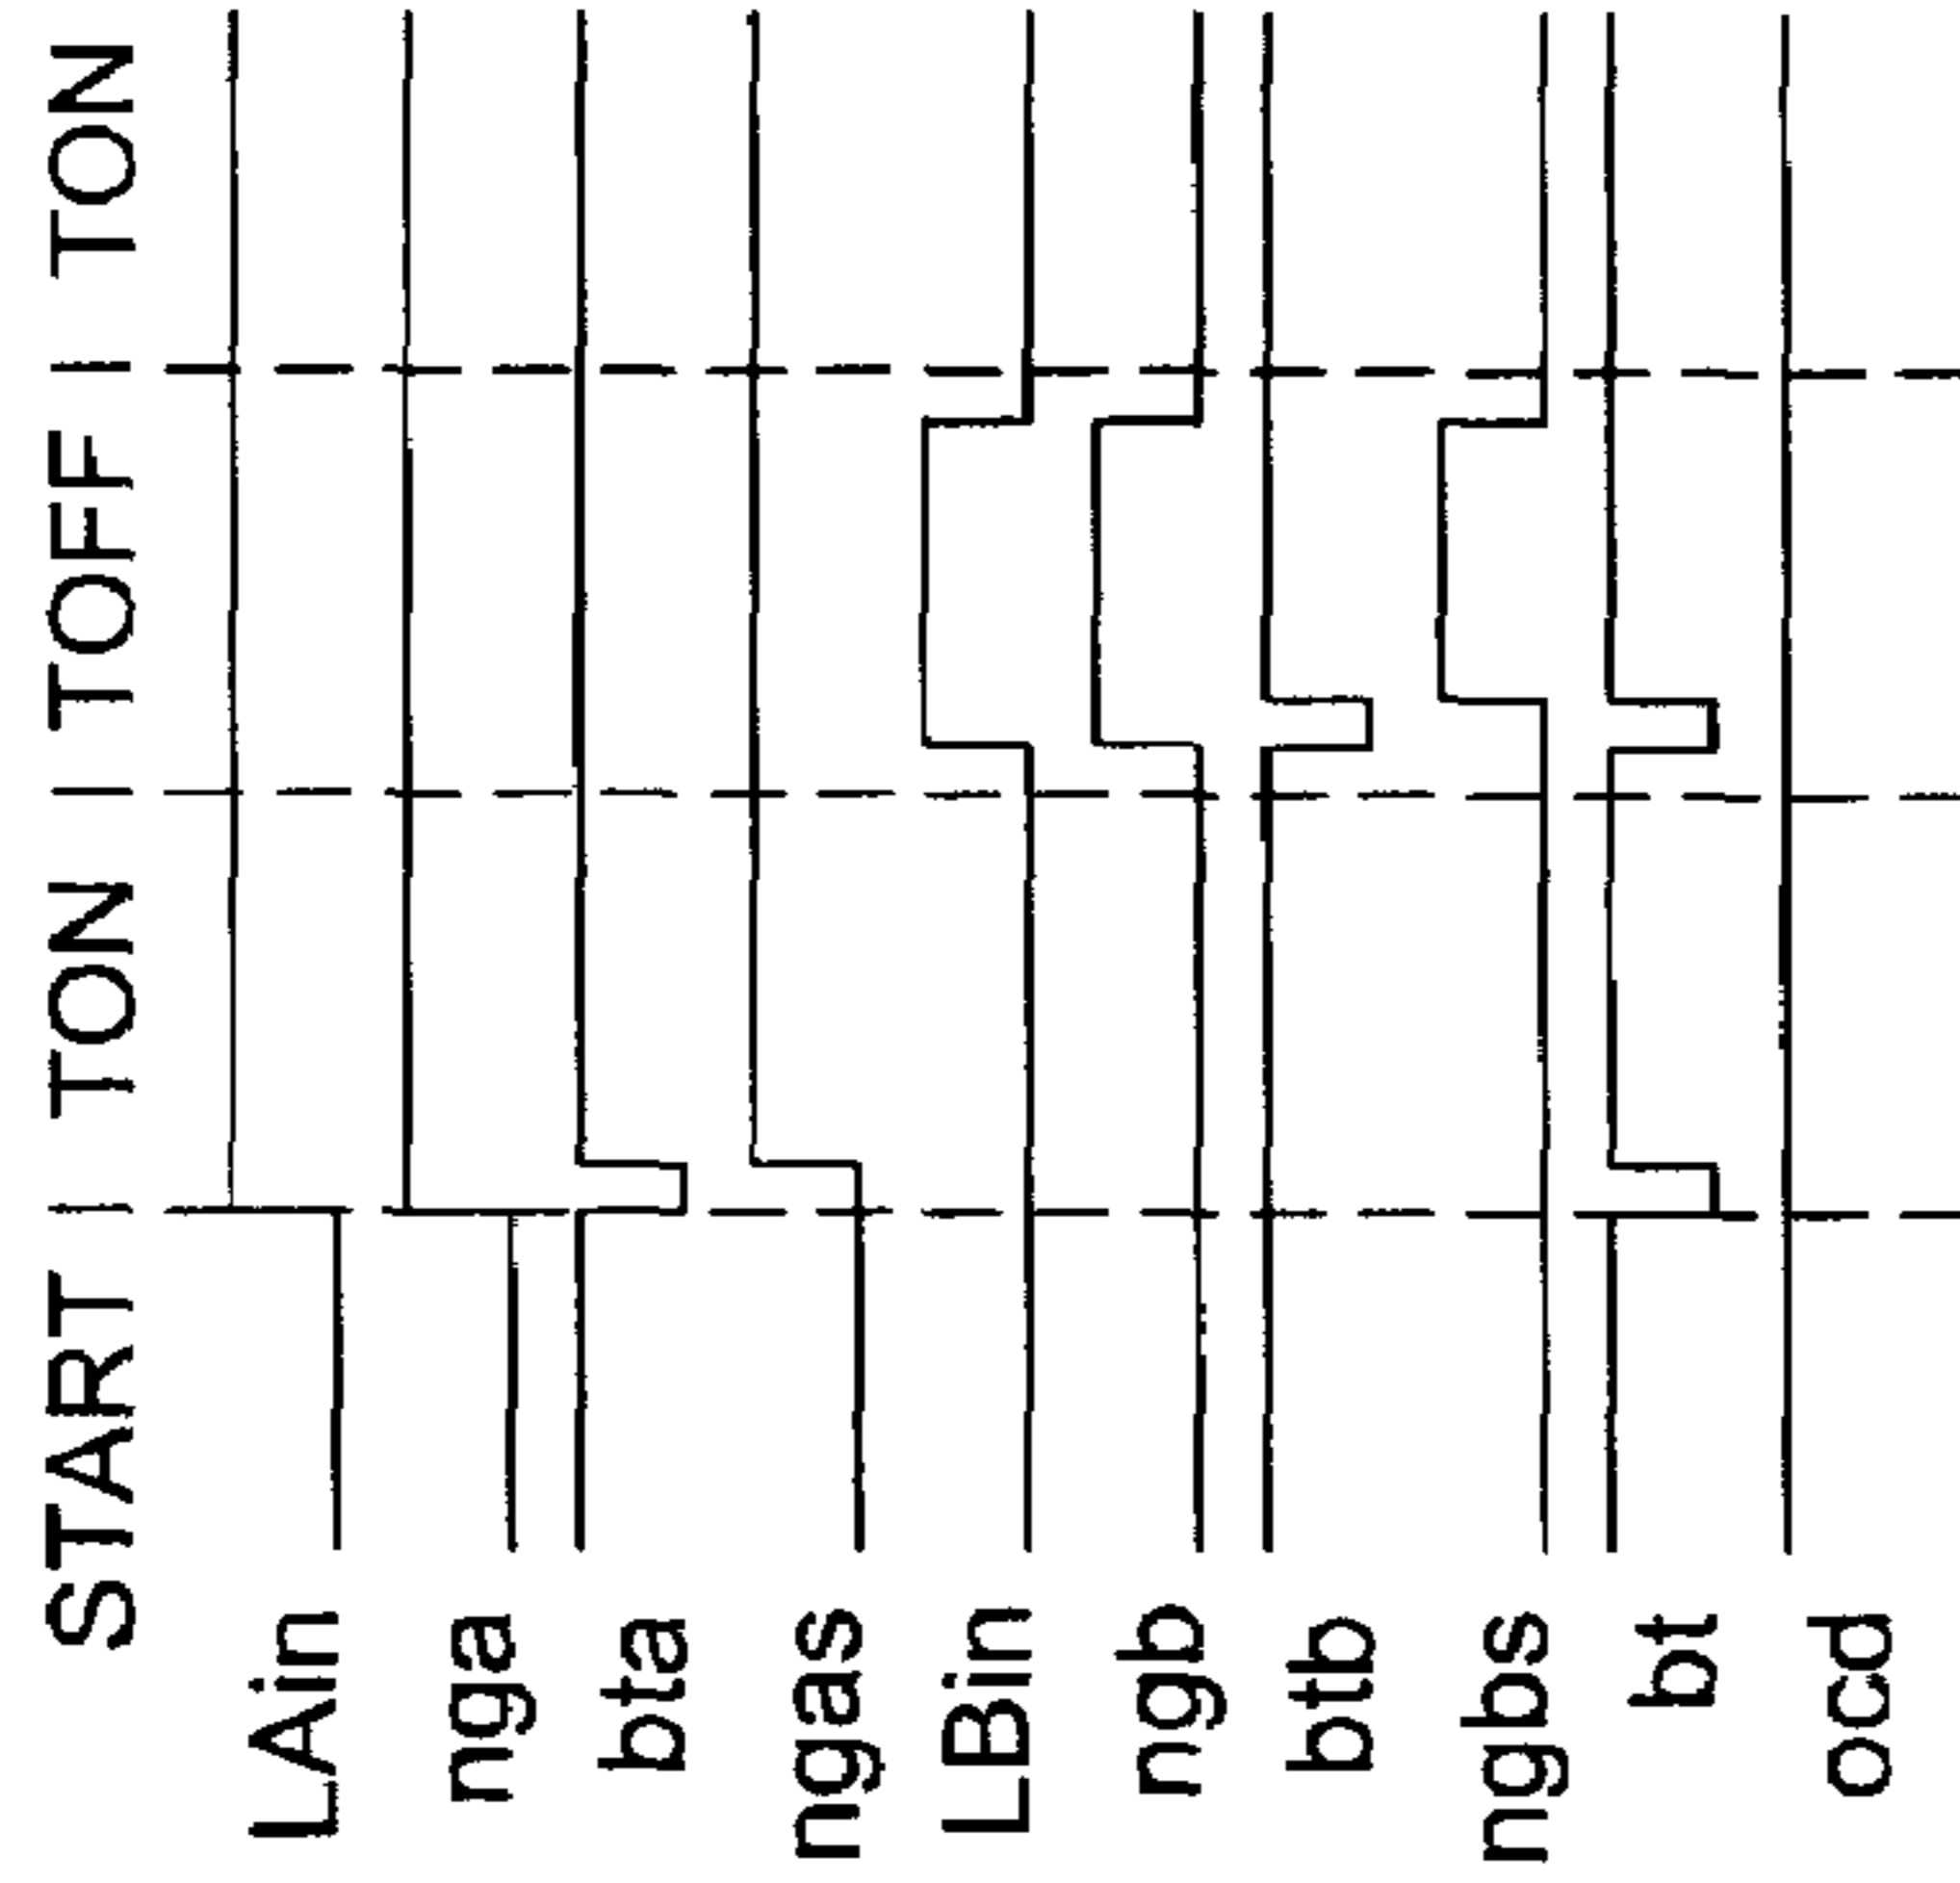 START | TON | TOFF | TON
LAin
nga
bta
ngas
LBin
ngb
btb
ngbs
bt
ocd